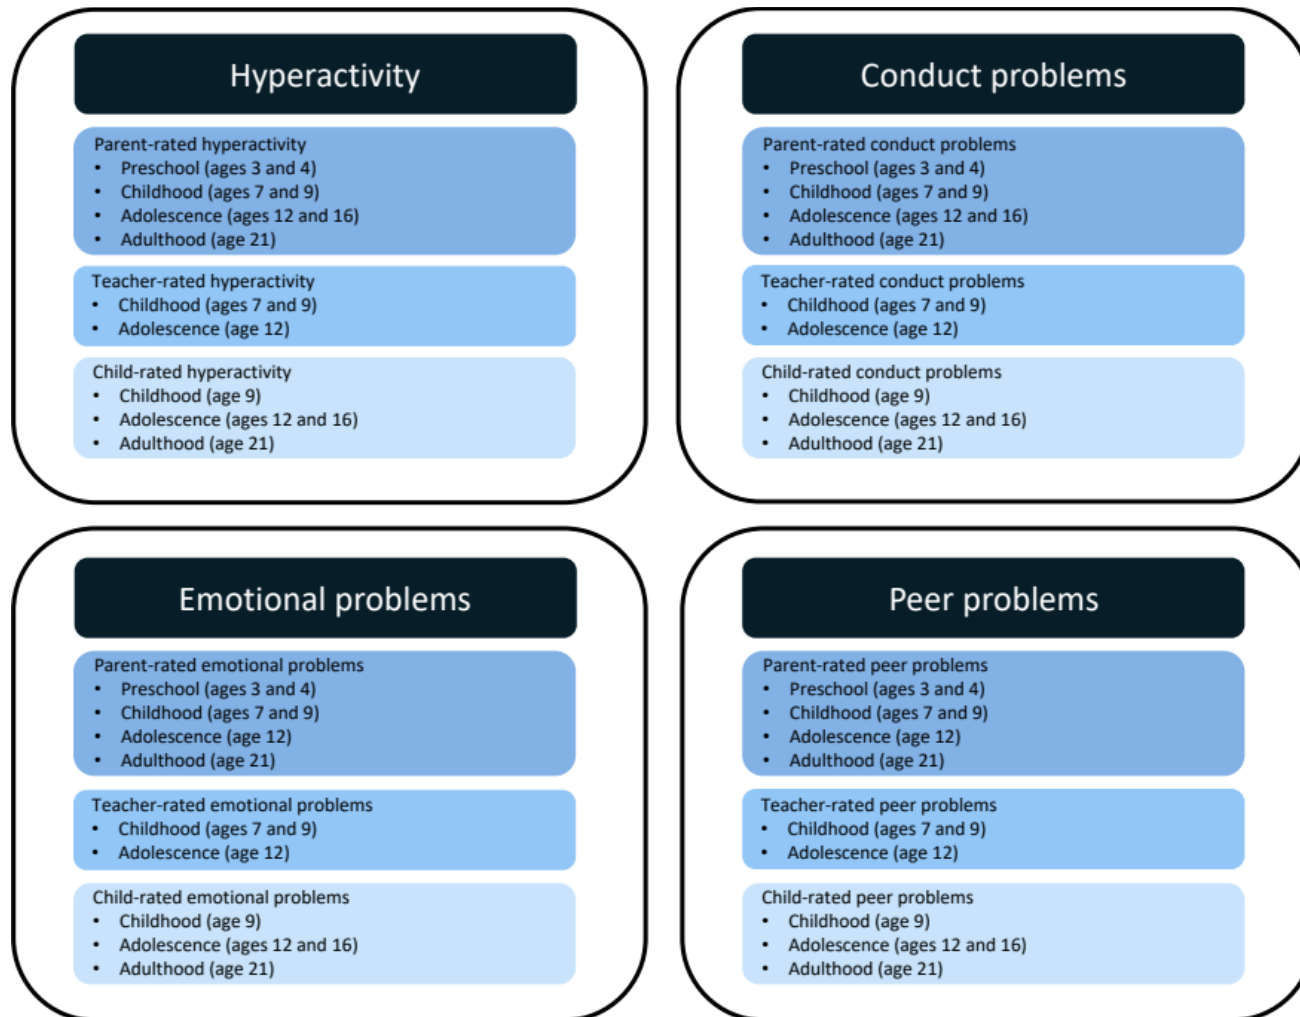 Hyperactivity
Parent-rated hyperactivity
• Preschool (ages 3 and 4)
• Childhood (ages 7 and 9)
• Adolescence (ages 12 and 16)
• Adulthood (age 21)
Teacher-rated hyperactivity
• Childhood (ages 7 and 9)
• Adolescence (age 12)
Child-rated hyperactivity
• Childhood (age 9)
• Adolescence (ages 12 and 16)
• Adulthood (age 21)
Conduct problems
Parent-rated conduct problems
• Preschool (ages 3 and 4)
• Childhood (ages 7 and 9)
• Adolescence (ages 12 and 16)
• Adulthood (age 21)
Teacher-rated conduct problems
• Childhood (ages 7 and 9)
• Adolescence (age 12)
Child-rated conduct problems
• Childhood (age 9)
• Adolescence (ages 12 and 16)
• Adulthood (age 21)
Emotional problems
Parent-rated emotional problems
• Preschool (ages 3 and 4)
• Childhood (ages 7 and 9)
• Adolescence (age 12)
• Adulthood (age 21)
Teacher-rated emotional problems
• Childhood (ages 7 and 9)
• Adolescence (age 12)
Child-rated emotional problems
• Childhood (age 9)
• Adolescence (ages 12 and 16)
• Adulthood (age 21)
Peer problems
Parent-rated peer problems
• Preschool (ages 3 and 4)
• Childhood (ages 7 and 9)
• Adolescence (age 12)
• Adulthood (age 21)
Teacher-rated peer problems
• Childhood (ages 7 and 9)
• Adolescence (age 12)
Child-rated peer problems
• Childhood (age 9)
• Adolescence (ages 12 and 16)
• Adulthood (age 21)